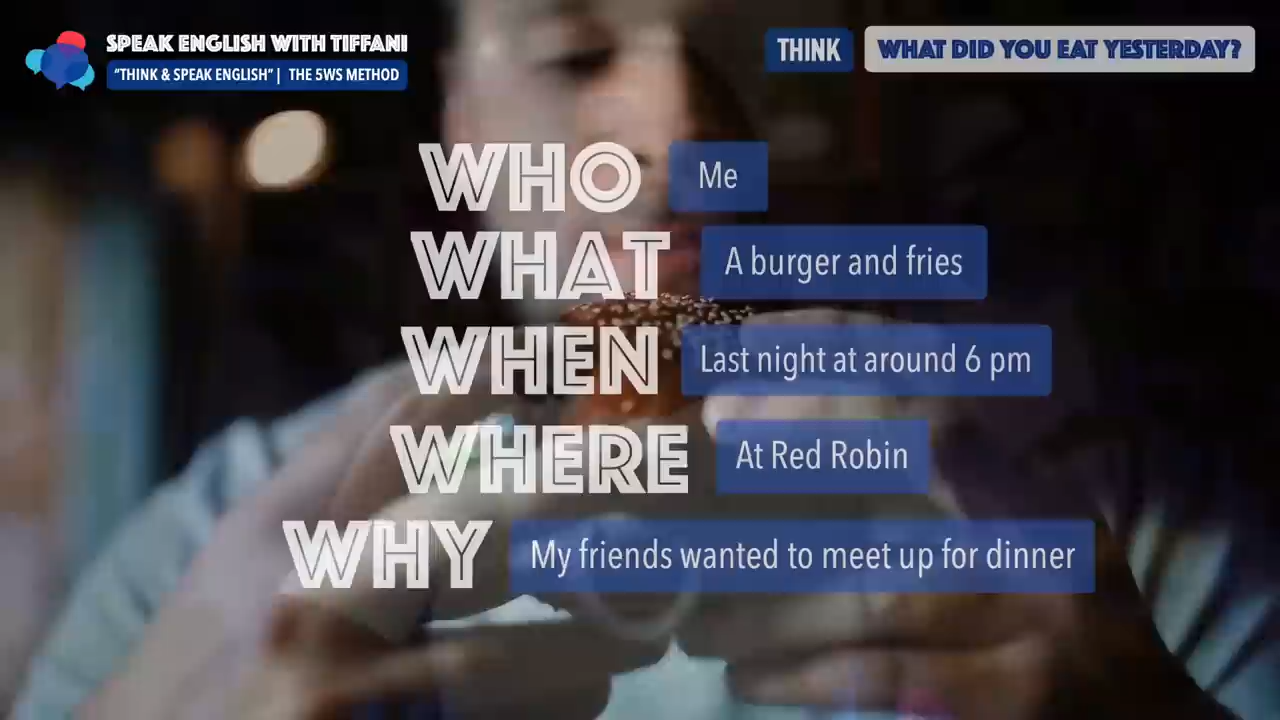 SPEAK ENGLISH WITH TIFFANI
"THINK & SPEAK ENGLISH" | THE 5WS METHOD
THINK WHAT DID YOU EAT YESTERDAY?
WHO Me
WHAT A burger and fries
WHEN Last night at around 6 pm
WHERE At Red Robin
WHY My friends wanted to meet up for dinner